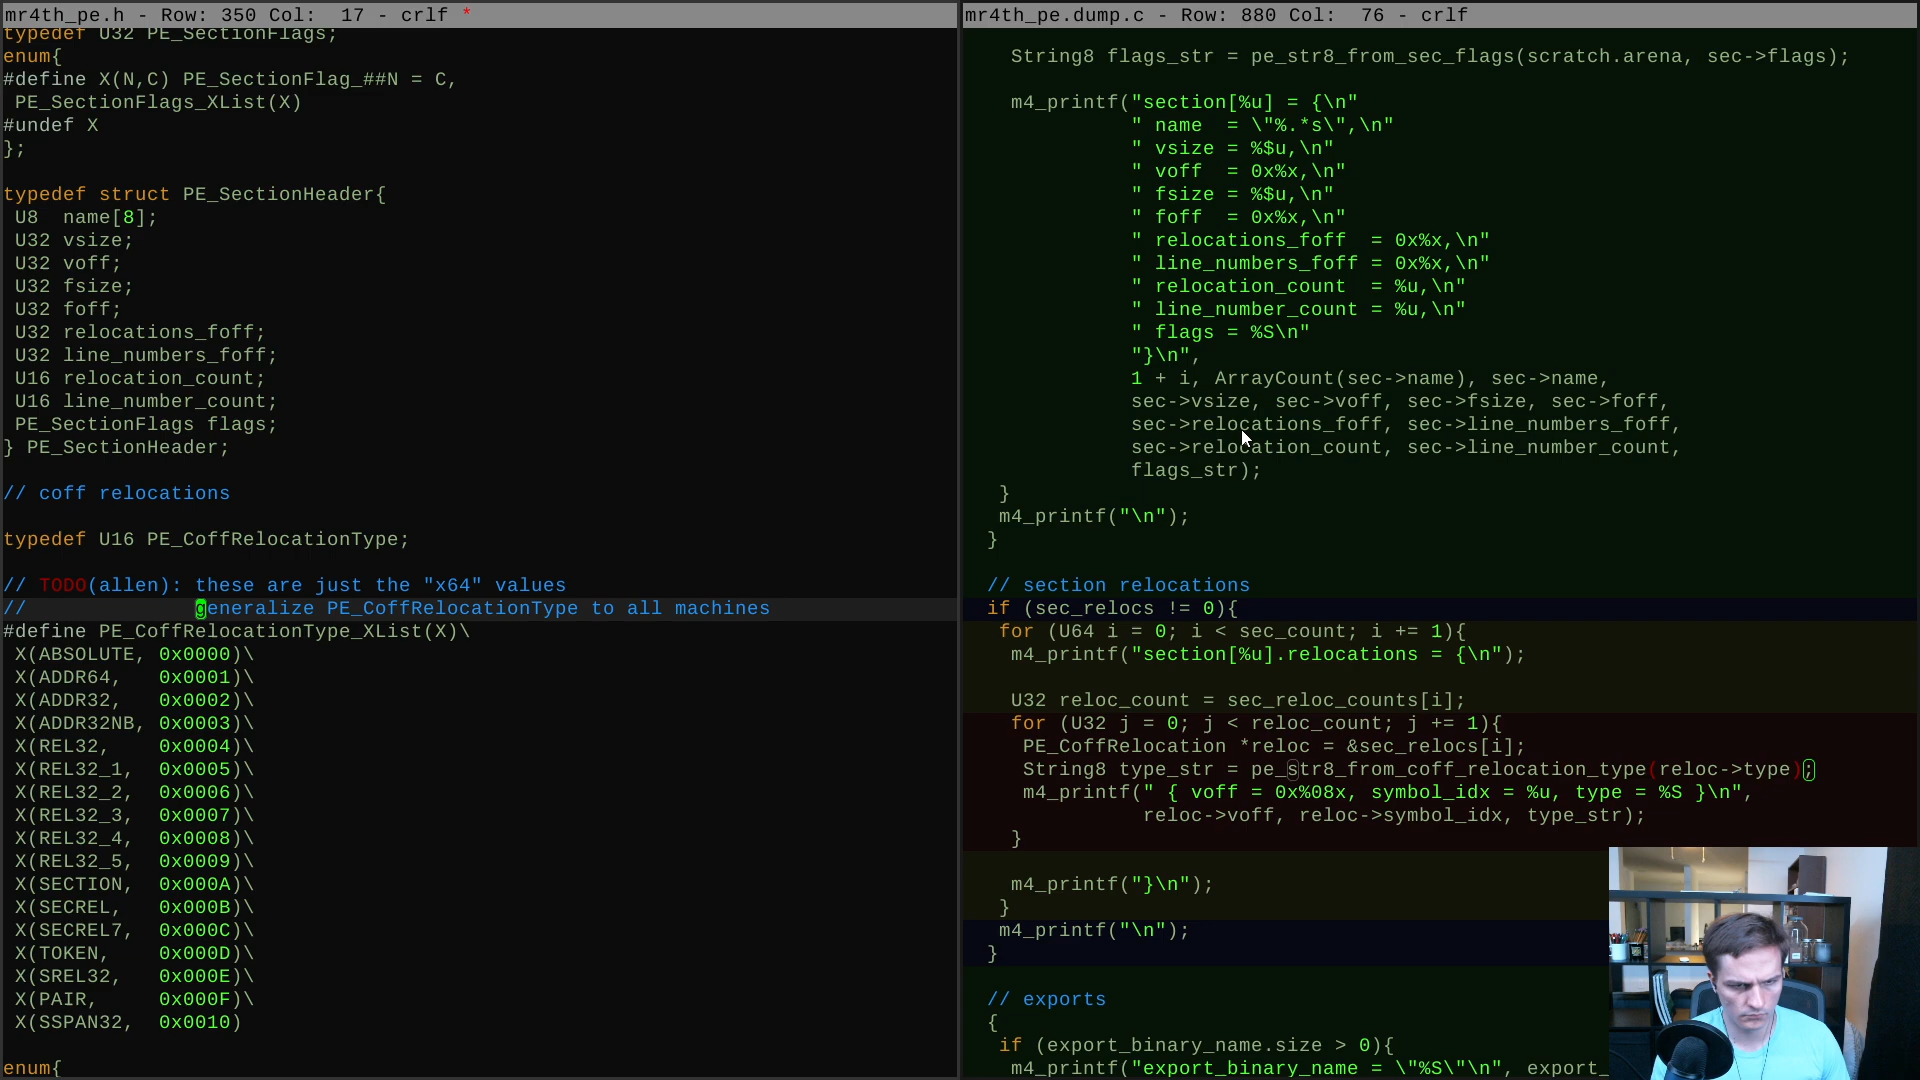 mr4th_pe.h - Row: 350 Col:  17 - crlf *
typedef U32 PE_SectionFlags;
enum{
#define X(N,C) PE_SectionFlag_##N = C,
 PE_SectionFlags_XList(X)
#undef X
};
typedef struct PE_SectionHeader{
 U8  name[8];
 U32 vsize;
 U32 voff;
 U32 fsize;
 U32 foff;
 U32 relocations_foff;
 U32 line_numbers_foff;
 U16 relocation_count;
 U16 line_number_count;
 PE_SectionFlags flags;
} PE_SectionHeader;
// coff relocations
typedef U16 PE_CoffRelocationType;
// TODO(allen): these are just the "x64" values
//              generalize PE_CoffRelocationType to all machines
#define PE_CoffRelocationType_XList(X)\
 X(ABSOLUTE, 0x0000)\
 X(ADDR64,   0x0001)\
 X(ADDR32,   0x0002)\
 X(ADDR32NB, 0x0003)\
 X(REL32,    0x0004)\
 X(REL32_1,  0x0005)\
 X(REL32_2,  0x0006)\
 X(REL32_3,  0x0007)\
 X(REL32_4,  0x0008)\
 X(REL32_5,  0x0009)\
 X(SECTION,  0x000A)\
 X(SECREL,   0x000B)\
 X(SECREL7,  0x000C)\
 X(TOKEN,    0x000D)\
 X(SREL32,   0x000E)\
 X(PAIR,     0x000F)\
 X(SSPAN32,  0x0010)
enum{
mr4th_pe.dump.c - Row: 880 Col:  76 - crlf
String8 flags_str = pe_str8_from_sec_flags(scratch.arena, sec->flags);
m4_printf("section[%u] = {\n"
" name  = \"%.*s\",\n"
" vsize = %$u,\n"
" voff  = 0x%x,\n"
" fsize = %$u,\n"
" foff  = 0x%x,\n"
" relocations_foff  = 0x%x,\n"
" line_numbers_foff = 0x%x,\n"
" relocation_count  = %u,\n"
" line_number_count = %u,\n"
" flags = %S\n"
"}\n",
1 + i, ArrayCount(sec->name), sec->name,
sec->vsize, sec->voff, sec->fsize, sec->foff,
sec->relocations_foff, sec->line_numbers_foff,
sec->relocation_count, sec->line_number_count,
flags_str);
}
m4_printf("\n");
}
// section relocations
if (sec_relocs != 0){
for (U64 i = 0; i < sec_count; i += 1){
m4_printf("section[%u].relocations = {\n");
U32 reloc_count = sec_reloc_counts[i];
for (U32 j = 0; j < reloc_count; j += 1){
PE_CoffRelocation *reloc = &sec_relocs[i];
String8 type_str = pe_str8_from_coff_relocation_type(reloc->type);
m4_printf(" { voff = 0x%08x, symbol_idx = %u, type = %S }\n",
reloc->voff, reloc->symbol_idx, type_str);
}
m4_printf("}\n");
}
m4_printf("\n");
}
// exports
{
if (export_binary_name.size > 0){
m4_printf("export_binary_name = \"%S\"\n", export_